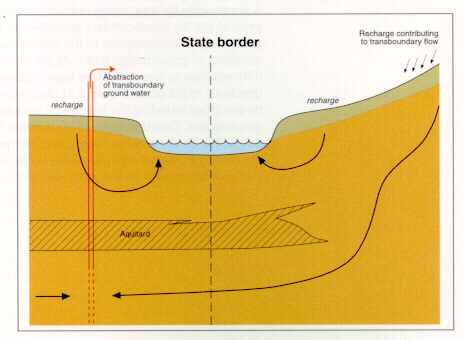 State border
Recharge contributing
to transboundary flow
Abstraction
of transboundary
ground water
recharge
recharge
Aquitard